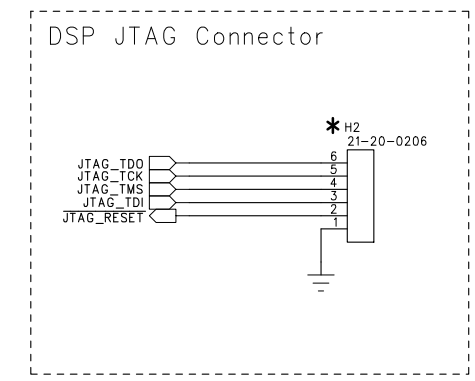 DSP JTAG Connector
* H2
21-20-0206
JTAG_TDO 6
JTAG_TCK 5
JTAG_TMS 4
JTAG_TDI 3
JTAG_RESET 2
1